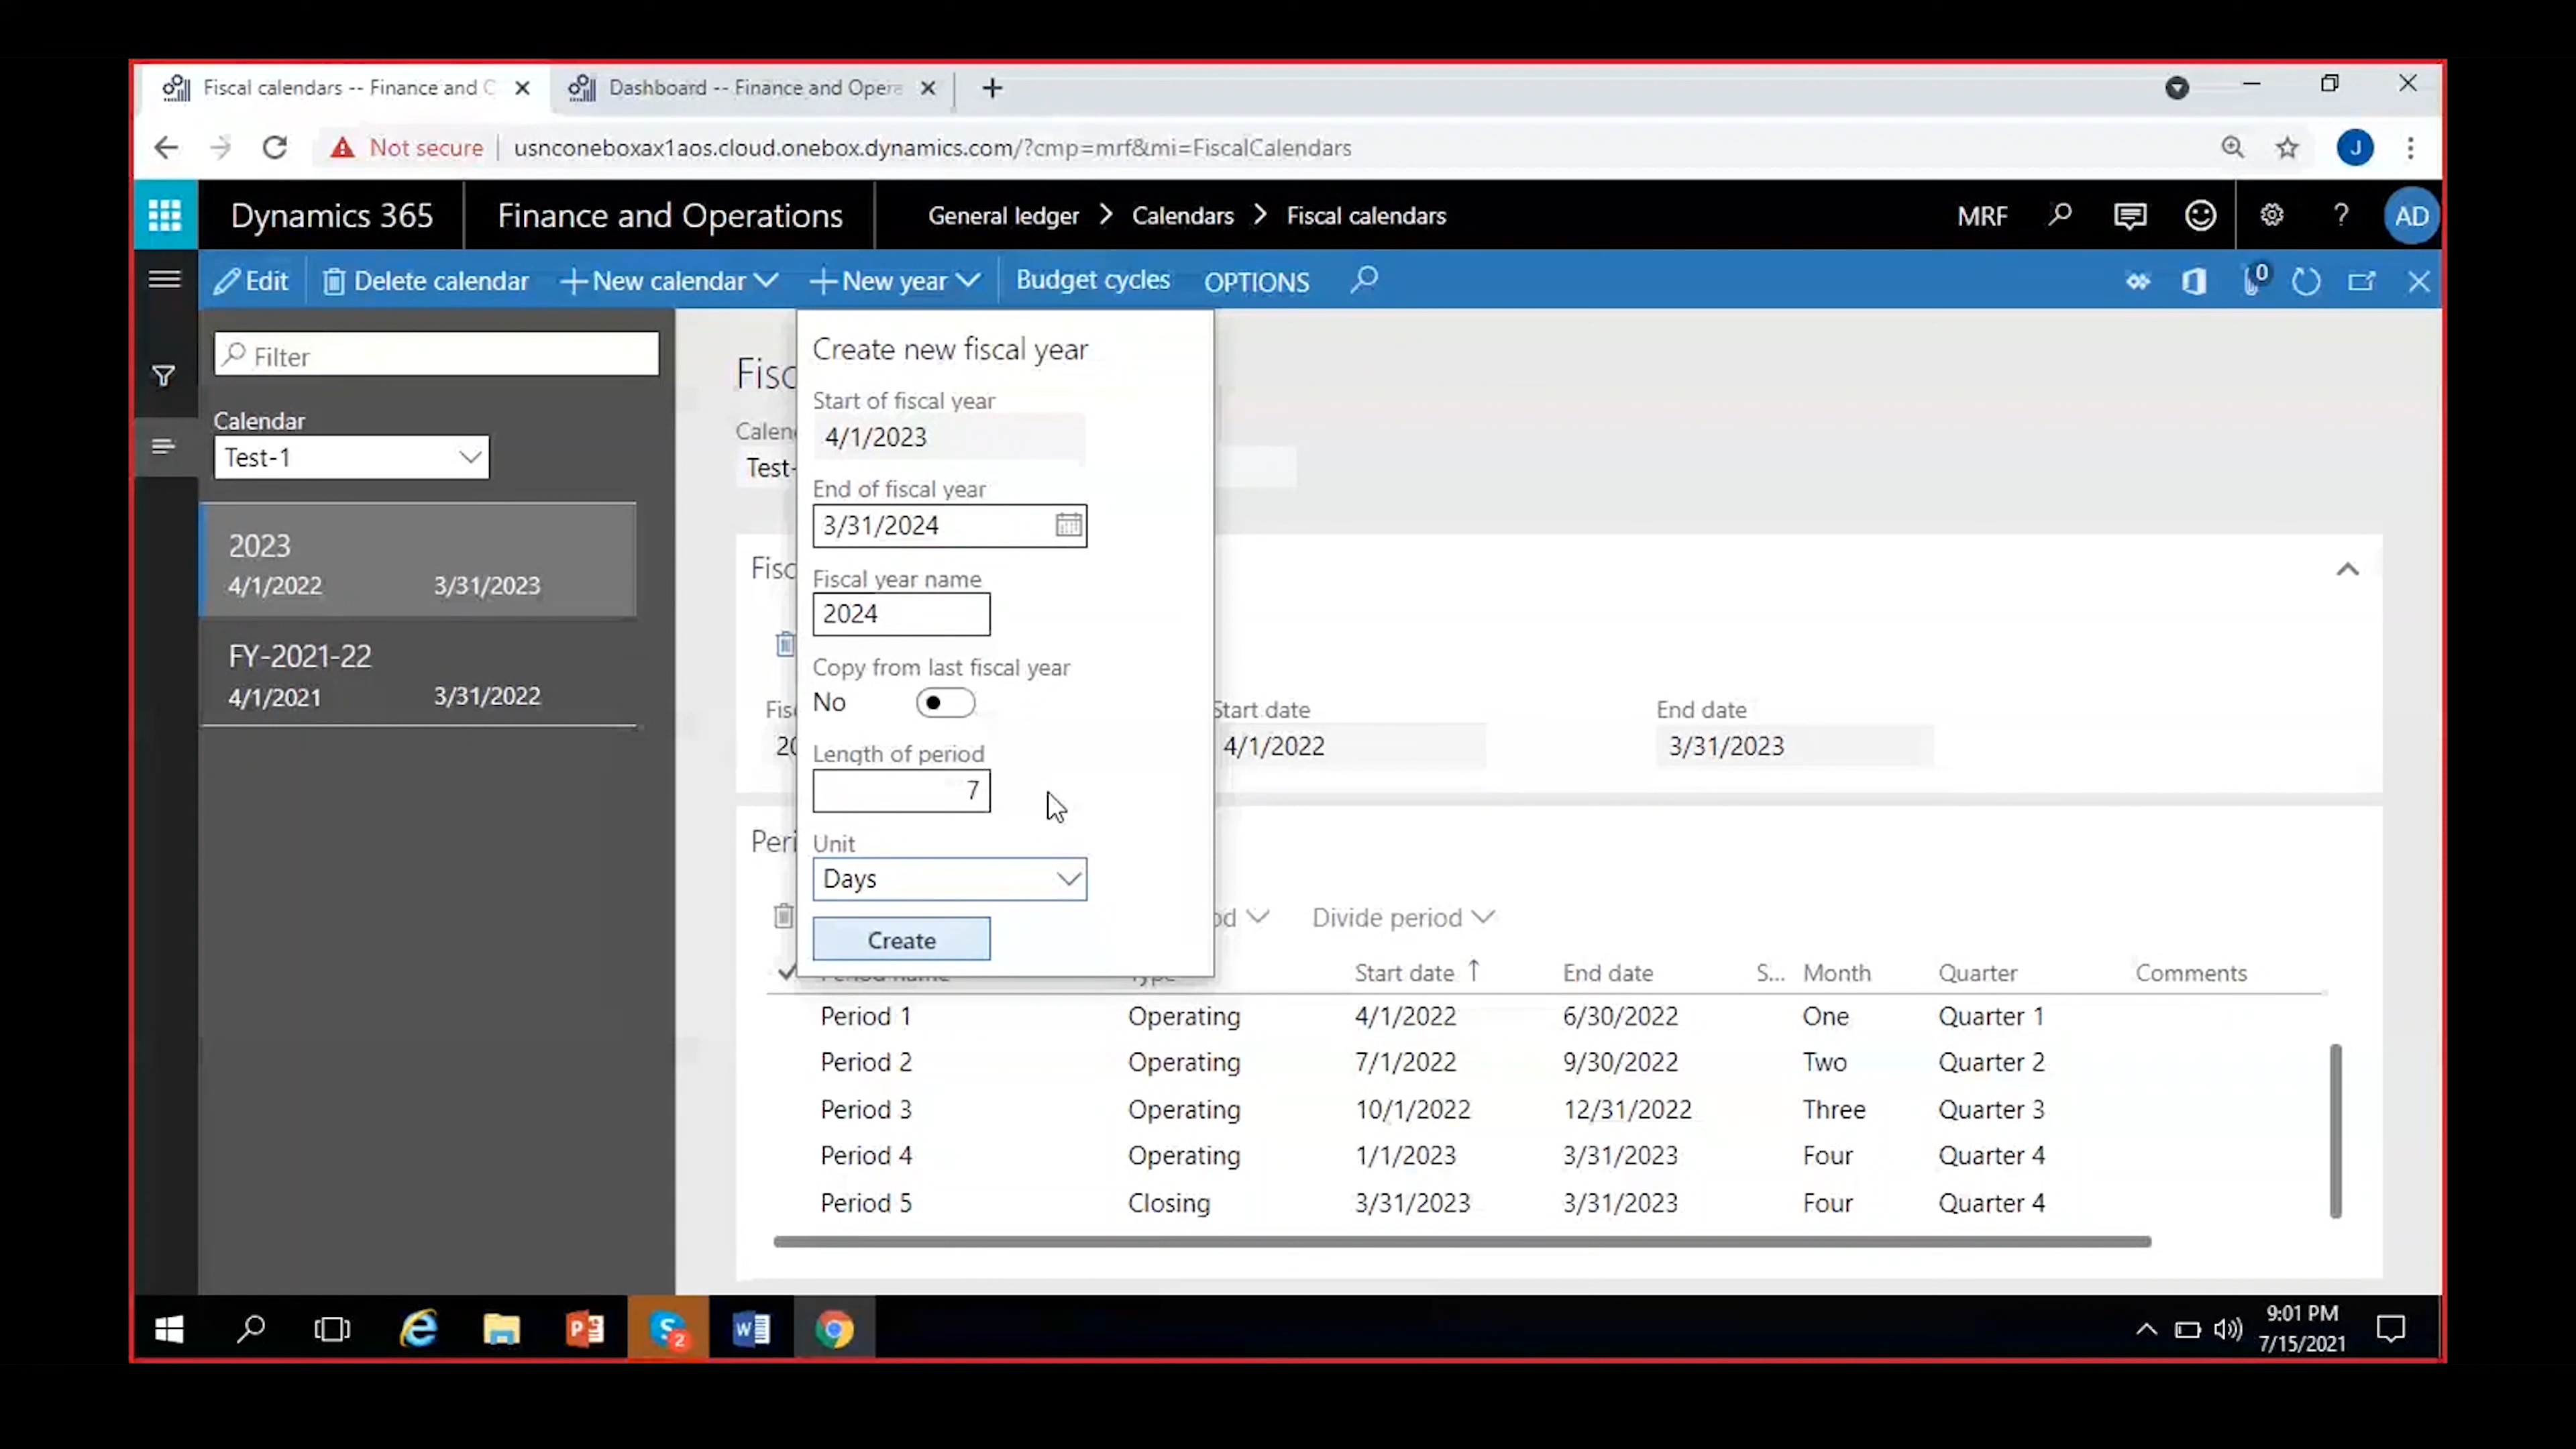 Fiscal calendars -- Finance and
Dashboard -- Finance and Opera
Not secure
usnconeboxax1aos.cloud.onebox.dynamics.com/?cmp=mrf&mi=FiscalCalendars
J
Dynamics 365
Finance and Operations
General ledger > Calendars > Fiscal calendars
MRF
?
AD
Edit
Delete calendar
+New calendar
+New year
Budget cycles
OPTIONS
0
Filter
Calendar
Test-1
2023
4/1/2022 3/31/2023
FY-2021-22
4/1/2021 3/31/2022
Create new fiscal year
Start of fiscal year
4/1/2023
End of fiscal year
3/31/2024
Fiscal year name
2024
Copy from last fiscal year
No
Length of period
7
Unit
Days
Create
Fisc
Calen
Test-
Fisc
Start date
End date
4/1/2022
3/31/2023
Peri
od
Divide period
Start date
End date
S...
Month
Quarter
Comments
Period 1 Operating 4/1/2022 6/30/2022 One Quarter 1
Period 2 Operating 7/1/2022 9/30/2022 Two Quarter 2
Period 3 Operating 10/1/2022 12/31/2022 Three Quarter 3
Period 4 Operating 1/1/2023 3/31/2023 Four Quarter 4
Period 5 Closing 3/31/2023 3/31/2023 Four Quarter 4
2
9:01 PM
7/15/2021